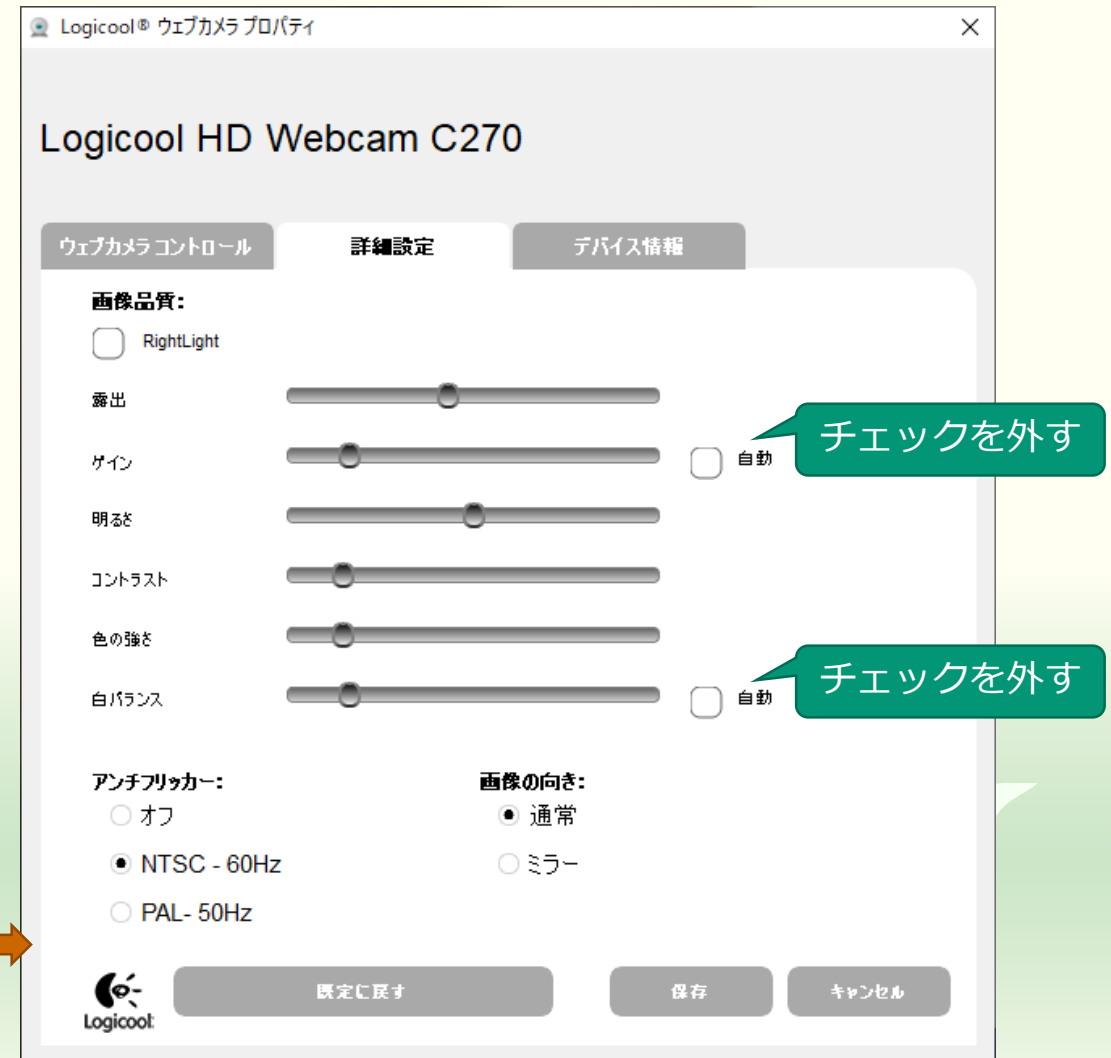 Logicool® ウェブカメラ プロパティ
Logicool HD Webcam C270
ウェブカメラ コントロール
詳細設定
デバイス情報
画像品質:
RightLight
露出
ゲイン
自動
チェックを外す
明るさ
コントラスト
色の強さ
白バランス
自動
チェックを外す
アンチフリッカー:
オフ
NTSC - 60Hz
PAL- 50Hz
画像の向き:
通常
ミラー
Logicool
既定に戻す
保存
キャンセル